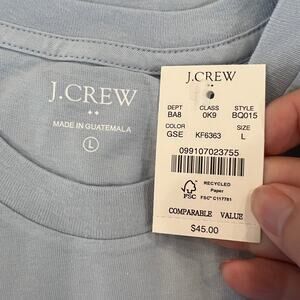 J.CREW
MADE IN GUATEMALA
L
J.CREW
DEPT CLASS STYLE
BA8 0K9 BQ015
COLOR SIZE
GSE KF6363 L
099107023755
RECYCLED
Paper
FSC FSC® C117781
COMPARABLE VALUE
$45.00